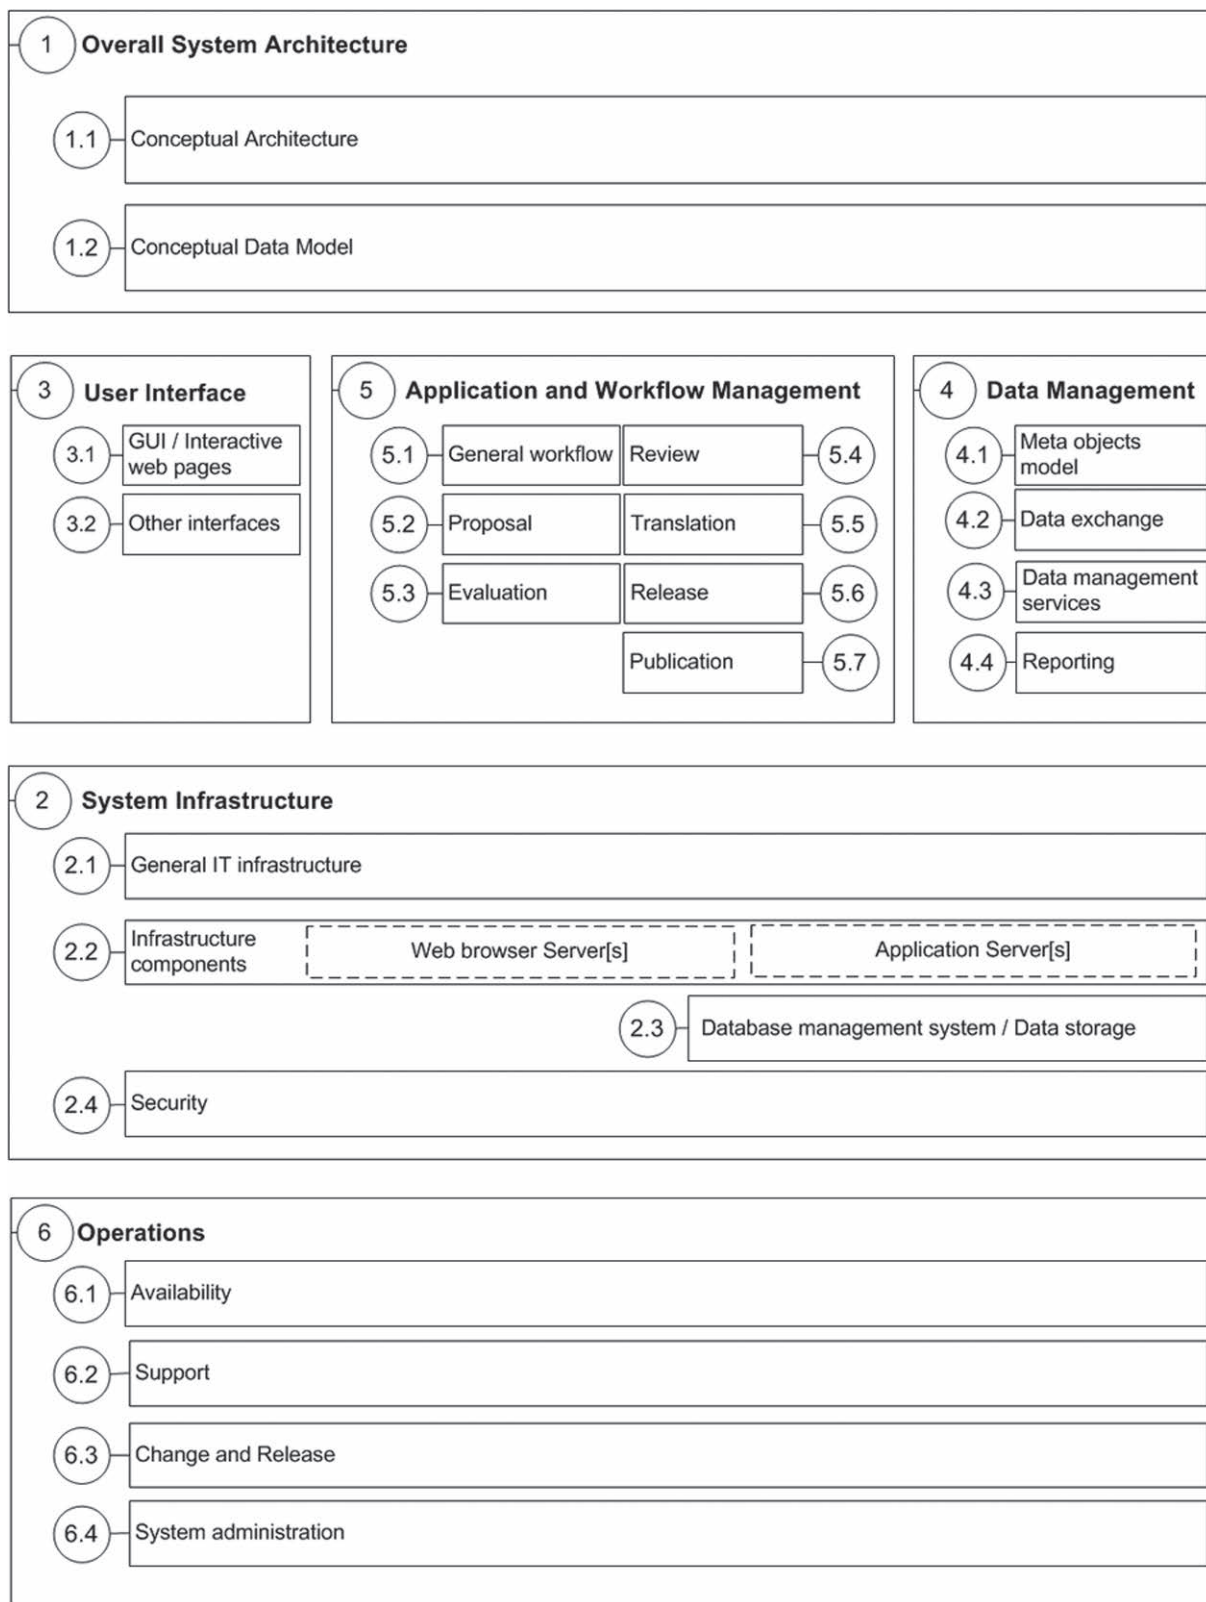 1 Overall System Architecture
1.1 Conceptual Architecture
1.2 Conceptual Data Model
3 User Interface
3.1 GUI / Interactive
web pages
3.2 Other interfaces
5 Application and Workflow Management
5.1 General workflow
5.2 Proposal
5.3 Evaluation
Review 5.4
Translation 5.5
Release 5.6
Publication 5.7
4 Data Management
4.1 Meta objects
model
4.2 Data exchange
4.3 Data management
services
4.4 Reporting
2 System Infrastructure
2.1 General IT infrastructure
2.2 Infrastructure
components
Web browser Server[s]
Application Server[s]
2.3 Database management system / Data storage
2.4 Security
6 Operations
6.1 Availability
6.2 Support
6.3 Change and Release
6.4 System administration